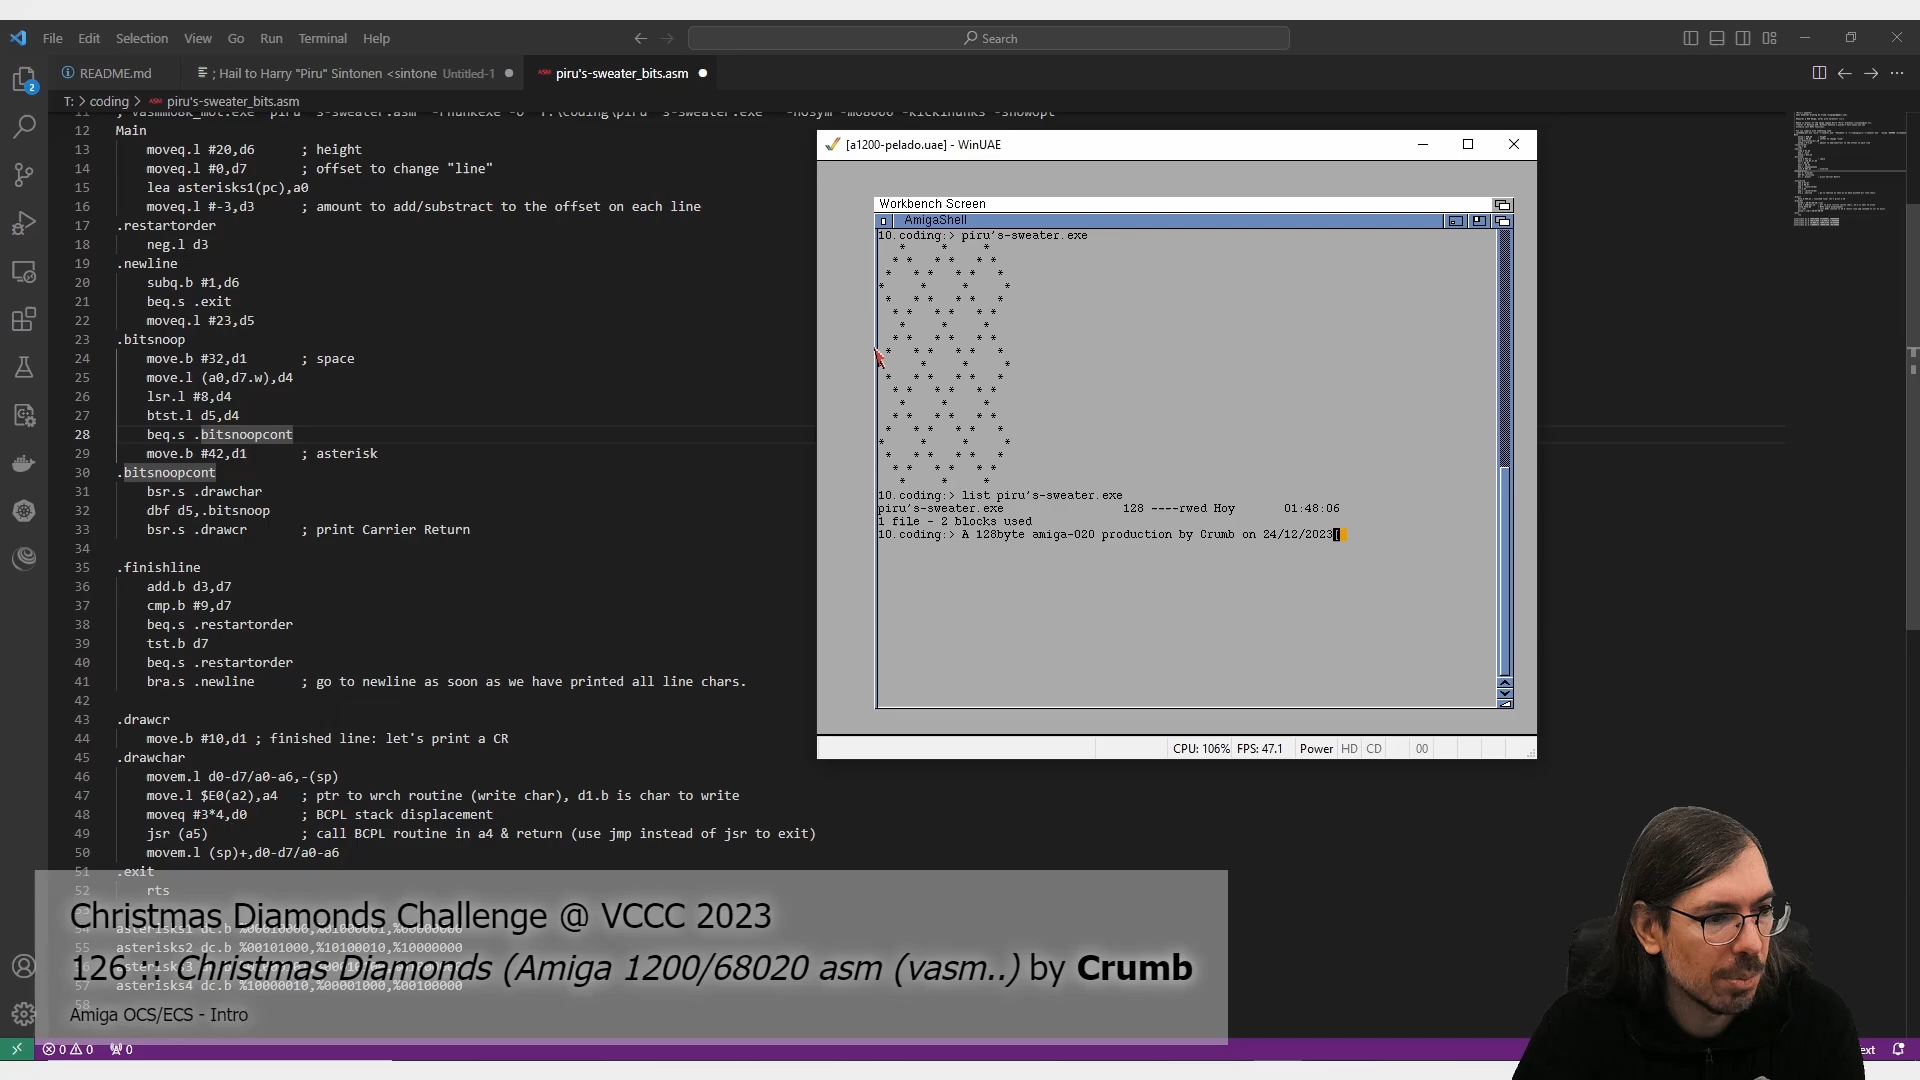 File Edit Selection View Go Run Terminal Help
Search
README.md
; Hail to Harry "Piru" Sintonen <sintone Untitled-1
ASM piru's-sweater_bits.asm
T: > coding > ASM piru's-sweater_bits.asm
12 Main
13 moveq.l #20,d6 ; height
14 moveq.l #0,d7 ; offset to change "line"
15 lea asterisks1(pc),a0
16 moveq.l #-3,d3 ; amount to add/substract to the offset on each line
17 .restartorder
18 neg.l d3
19 .newline
20 subq.b #1,d6
21 beq.s .exit
22 moveq.l #23,d5
23 .bitsnoop
24 move.b #32,d1 ; space
25 move.l (a0,d7.w),d4
26 lsr.l #8,d4
27 btst.l d5,d4
28 beq.s .bitsnoopcont
29 move.b #42,d1 ; asterisk
30 .bitsnoopcont
31 bsr.s .drawchar
32 dbf d5,.bitsnoop
33 bsr.s .drawcr ; print Carrier Return
34
35 .finishline
36 add.b d3,d7
37 cmp.b #9,d7
38 beq.s .restartorder
39 tst.b d7
40 beq.s .restartorder
41 bra.s .newline ; go to newline as soon as we have printed all line chars.
42
43 .drawcr
44 move.b #10,d1 ; finished line: let's print a CR
45 .drawchar
46 movem.l d0-d7/a0-a6,-(sp)
47 move.l $E0(a2),a4 ; ptr to wrch routine (write char), d1.b is char to write
48 moveq #3*4,d0 ; BCPL stack displacement
49 jsr (a5) ; call BCPL routine in a4 & return (use jmp instead of jsr to exit)
50 movem.l (sp)+,d0-d7/a0-a6
51 .exit
52 rts
55 asterisks2 dc.b %00101000,%10100010,%10000000
57 asterisks4 dc.b %10000010,%00001000,%00100000
58
[a1200-pelado.uae] - WinUAE
Workbench Screen
AmigaShell
10.coding:> piru's-sweater.exe
* * *
* * * * * *
* * * * * *
* * * *
* * * * * *
* * * * * *
* * *
* * * * * *
* * * * * *
* * * *
* * * * * *
* * * * * *
* * *
* * * * * *
* * * * * *
* * * *
* * * * * *
* * * * * *
* * *
10.coding:> list piru's-sweater.exe
piru's-sweater.exe 128 ----rwed Hoy 01:48:06
1 file - 2 blocks used
10.coding:> A 128byte amiga-020 production by Crumb on 24/12/2023[
CPU: 106% FPS: 47.1 Power HD CD 00
Christmas Diamonds Challenge @ VCCC 2023
126 :: Christmas Diamonds (Amiga 1200/68020 asm (vasm..) by Crumb
Amiga OCS/ECS - Intro
2
0 0 0